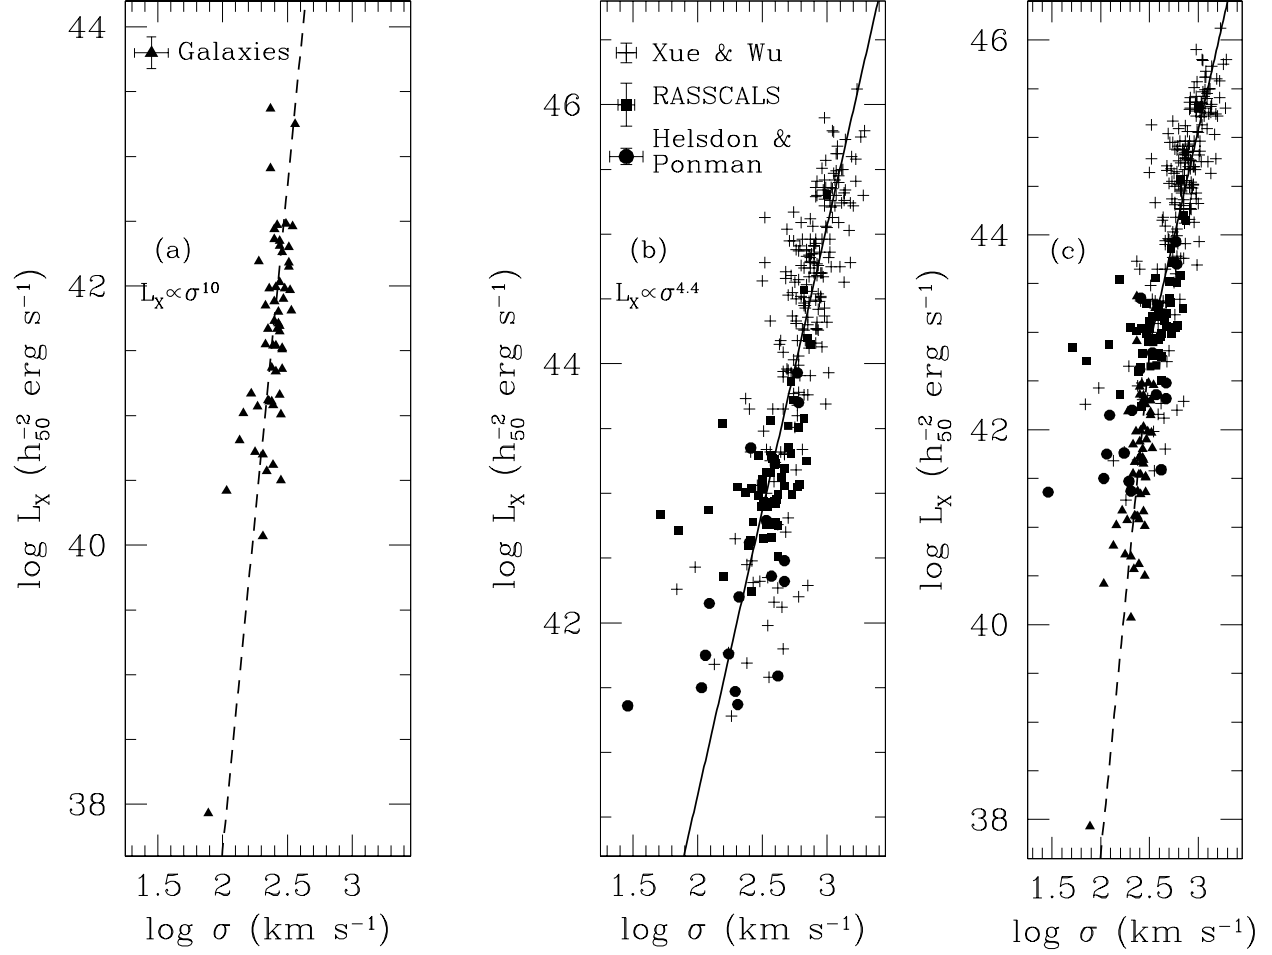 44
42
40
38
Galaxies
(a)
L_X∝σ^10
log L_X (h_50^-2 erg s^-1)
1.5 2 2.5 3
log σ (km s^-1)
46
44
42
Xue & Wu
RASSCALS
Helsdon &
Ponman
(b)
L_X∝σ^4.4
log L_X (h_50^-2 erg s^-1)
1.5 2 2.5 3
log σ (km s^-1)
46
44
42
40
38
(c)
log L_X (h_50^-2 erg s^-1)
1.5 2 2.5 3
log σ (km s^-1)